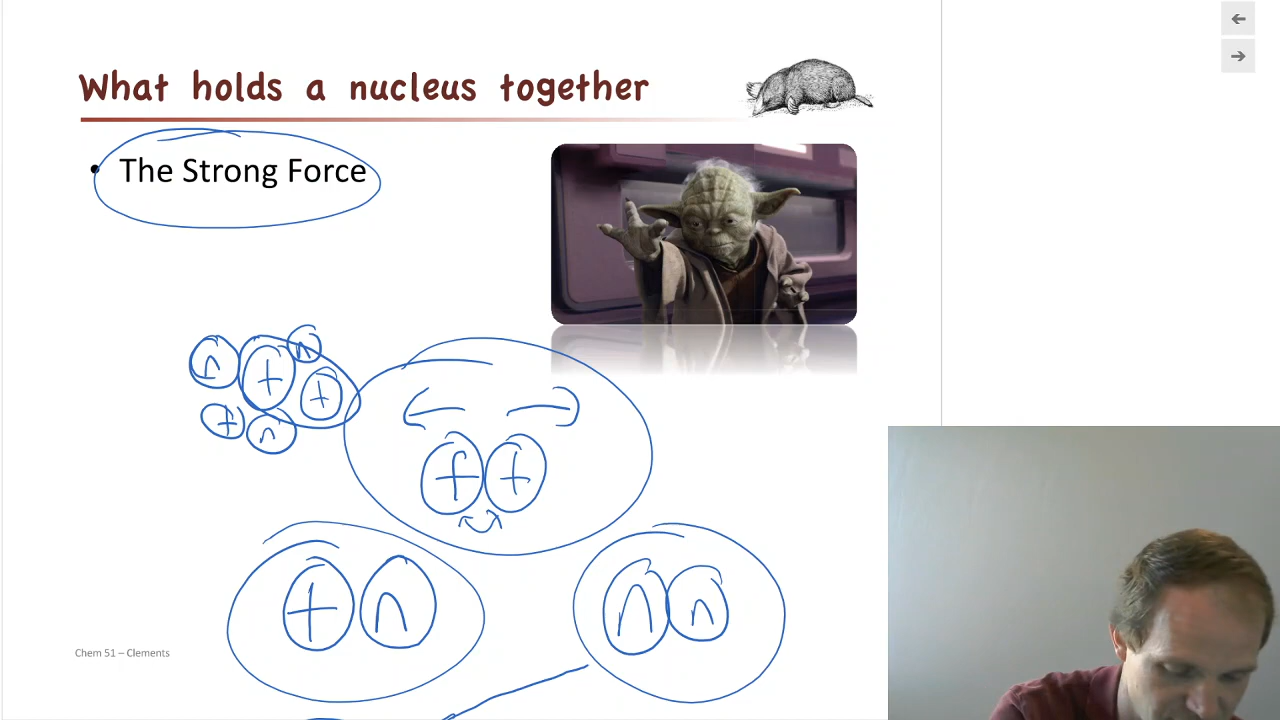 What holds a nucleus together
• The Strong Force
n + n
+
+ n
+ +
+ n
n n
Chem 51 – Clements